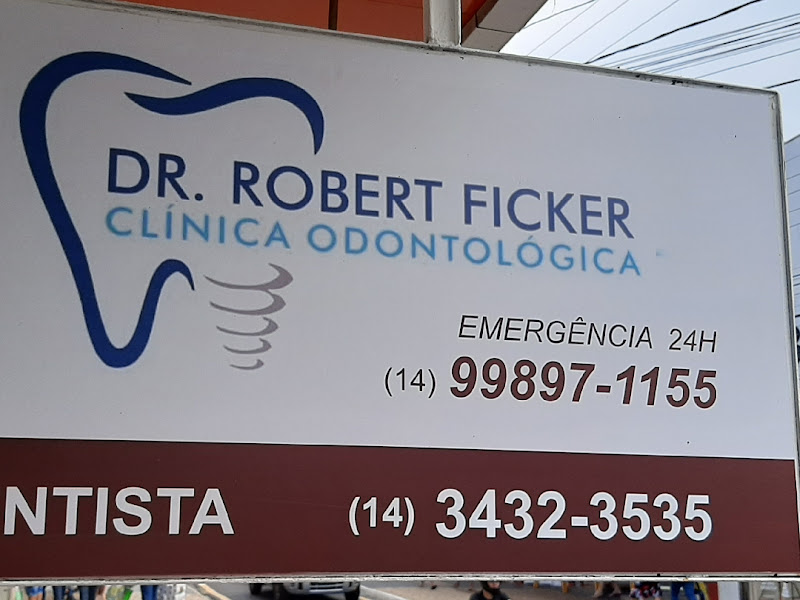 DR. ROBERT FICKER
CLÍNICA ODONTOLÓGICA
EMERGÊNCIA 24H
(14) 99897-1155
NTISTA (14) 3432-3535